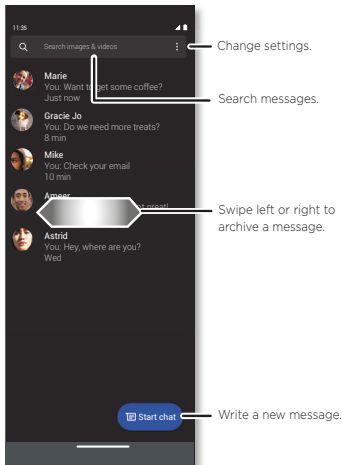 11:35
Search images & videos
Change settings.
Marie
You: Want to get some coffee?
Just now
Search messages.
Gracie Jo
You: Do we need more treats?
8 min
Mike
You: Check your email
10 min
Ameer
great!
Swipe left or right to
archive a message.
Astrid
You: Hey, where are you?
Wed
Start chat
Write a new message.